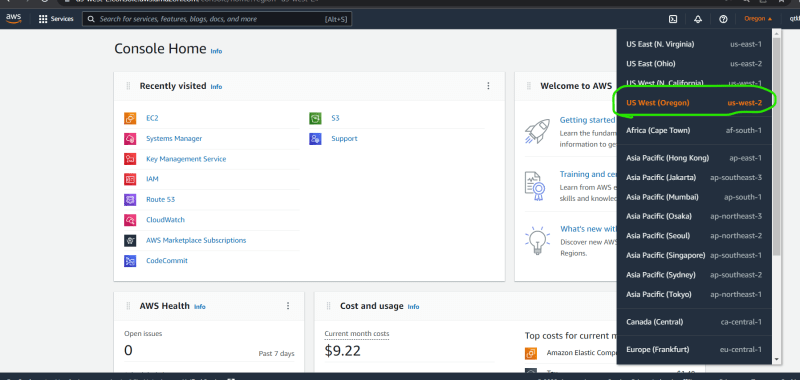 aws
Services
Search for services, features, blogs, docs, and more
[Alt+S]
Oregon
Console Home Info
Recently visited Info
EC2
Systems Manager
Key Management Service
IAM
Route 53
CloudWatch
AWS Marketplace Subscriptions
CodeCommit
S3
Support
Welcome to AWS
Getting started
Learn the fundam
information to get
Training and cer
Learn from AWS e
skills and knowled
What's new with
Discover new AWS
Regions.
AWS Health Info
Open issues
0
Past 7 days
Cost and usage Info
Current month costs
$9.22
Top costs for current m
Amazon Elastic Compu
US East (N. Virginia) us-east-1
US East (Ohio) us-east-2
US West (N. California) us-west-1
US West (Oregon) us-west-2
Africa (Cape Town) af-south-1
Asia Pacific (Hong Kong) ap-east-1
Asia Pacific (Jakarta) ap-southeast-3
Asia Pacific (Mumbai) ap-south-1
Asia Pacific (Osaka) ap-northeast-3
Asia Pacific (Seoul) ap-northeast-2
Asia Pacific (Singapore) ap-southeast-1
Asia Pacific (Sydney) ap-southeast-2
Asia Pacific (Tokyo) ap-northeast-1
Canada (Central) ca-central-1
Europe (Frankfurt) eu-central-1